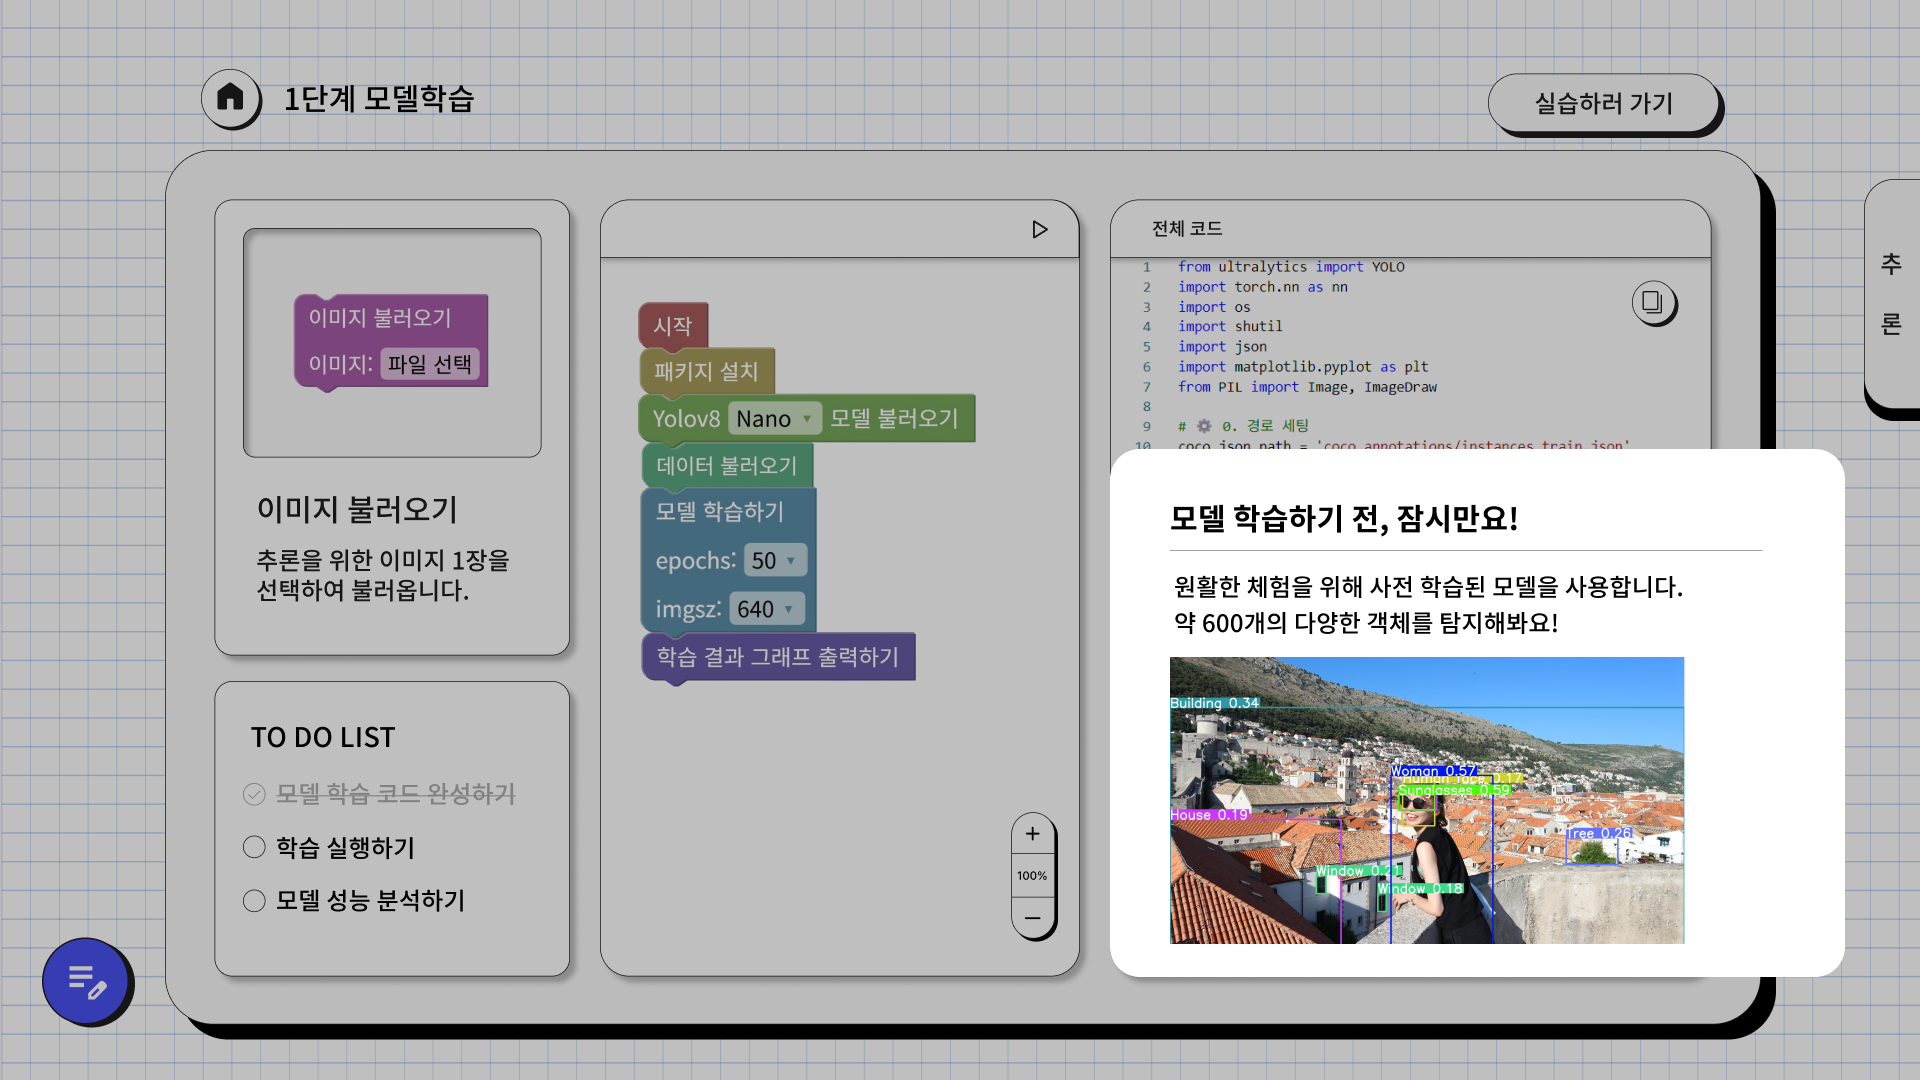 1단계 모델학습
실습하러 가기
이미지 불러오기
이미지: 파일 선택
이미지 불러오기
추론을 위한 이미지 1장을
선택하여 불러옵니다.
TO DO LIST
모델 학습 코드 완성하기
학습 실행하기
모델 성능 분석하기
시작
패키지 설치
Yolov8 Nano 모델 불러오기
데이터 불러오기
모델 학습하기
epochs: 50
imgsz: 640
학습 결과 그래프 출력하기
+
100%
−
전체 코드
1 from ultralytics import YOLO
2 import torch.nn as nn
3 import os
4 import shutil
5 import json
6 import matplotlib.pyplot as plt
7 from PIL import Image, ImageDraw
8
9 # ⚙️ 0. 경로 세팅
10 coco_json_path = 'coco_annotations/instances_train.json'
추
론
모델 학습하기 전, 잠시만요!
원활한 체험을 위해 사전 학습된 모델을 사용합니다.
약 600개의 다양한 객체를 탐지해봐요!
Building 0.34
Woman 0.57
Human face 0.17
Sunglasses 0.59
House 0.19
Tree 0.26
Window 0.21
Window 0.18